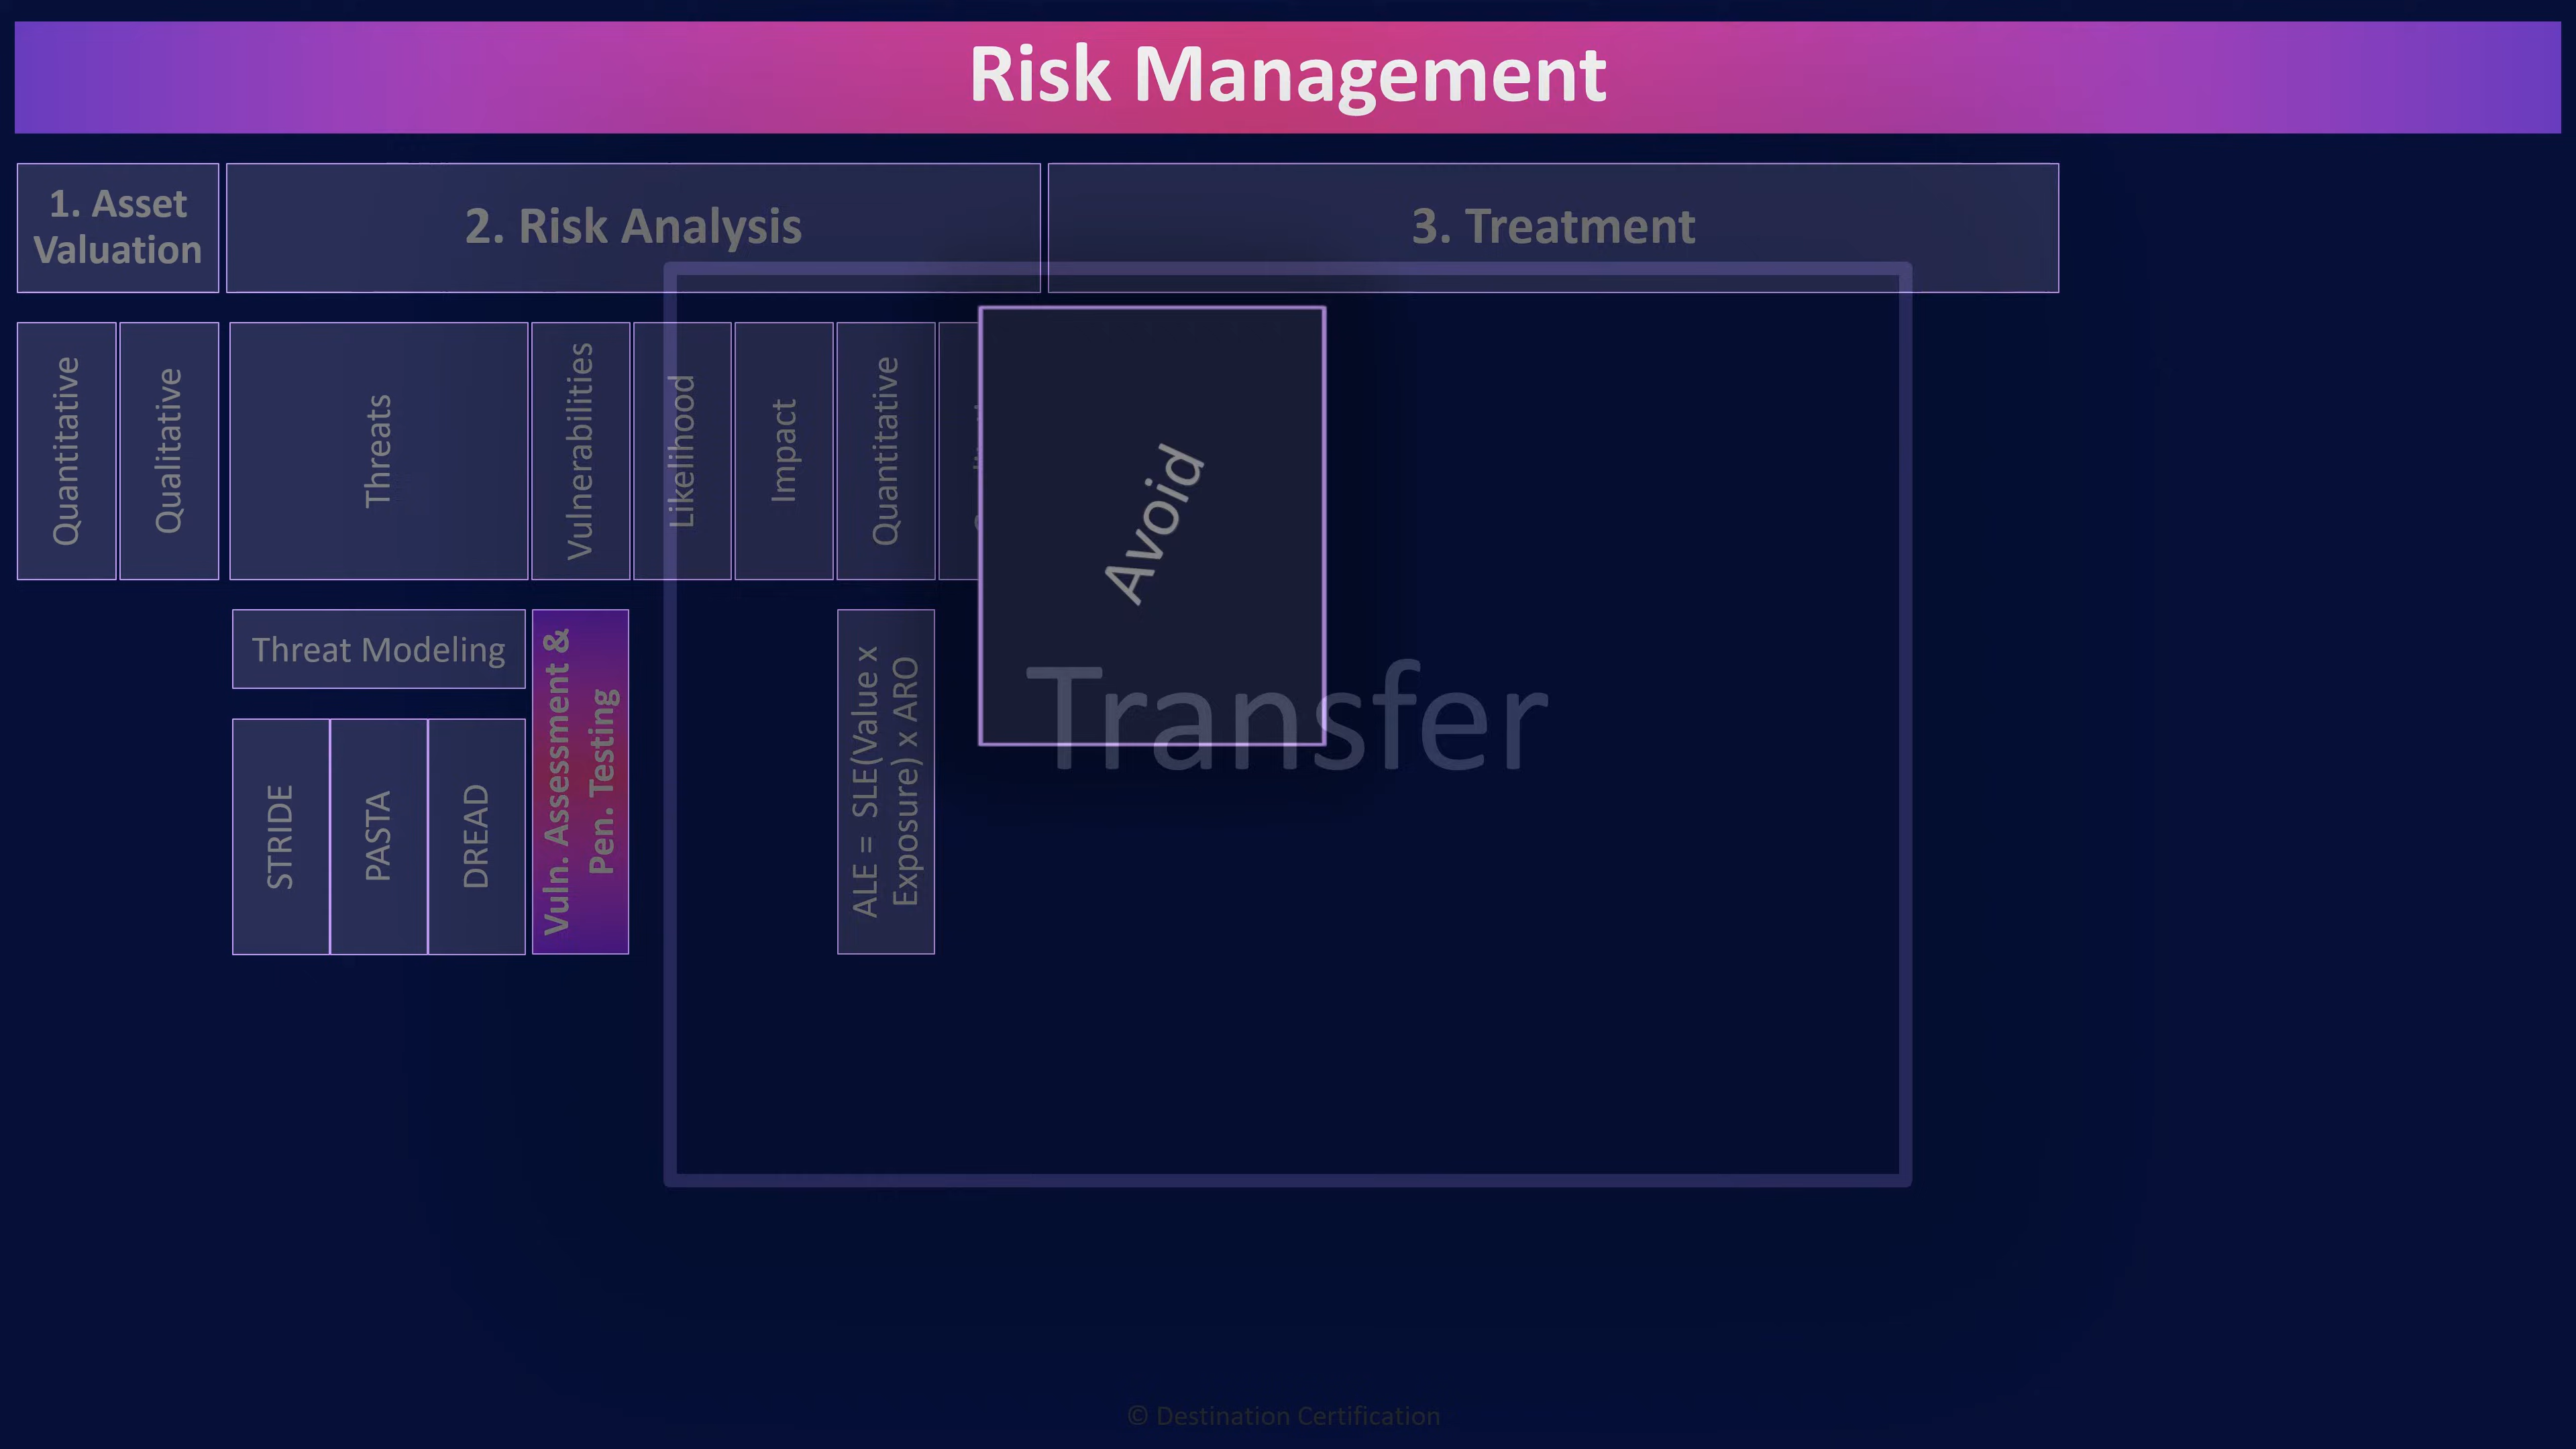 Risk Management
1. Asset
Valuation
2. Risk Analysis
3. Treatment
Quantitative
Qualitative
Threats
Vulnerabilities
Likelihood
Impact
Quantitative
Avoid
Transfer
Threat Modeling
STRIDE
PASTA
DREAD
Vuln. Assessment &
Pen. Testing
ALE = SLE(Value x
Exposure) x ARO
© Destination Certification